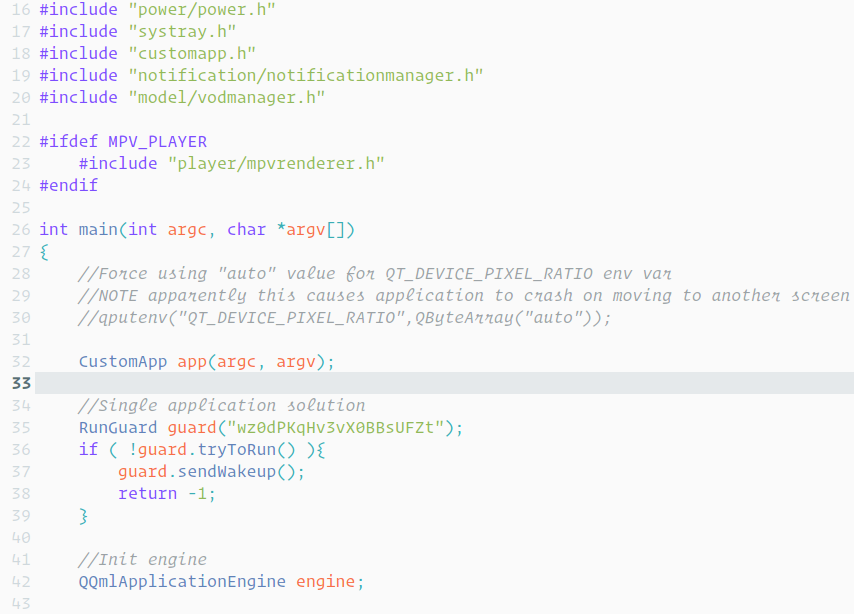 16 #include "power/power.h"
17 #include "systray.h"
18 #include "customapp.h"
19 #include "notification/notificationmanager.h"
20 #include "model/vodmanager.h"
21
22 #ifdef MPV_PLAYER
23     #include "player/mpvrenderer.h"
24 #endif
25
26 int main(int argc, char *argv[])
27 {
28     //Force using "auto" value for QT_DEVICE_PIXEL_RATIO env var
29     //NOTE apparently this causes application to crash on moving to another screen
30     //qputenv("QT_DEVICE_PIXEL_RATIO",QByteArray("auto"));
31
32     CustomApp app(argc, argv);
33
34     //Single application solution
35     RunGuard guard("wz0dPKqHv3vX0BBsUFZt");
36     if ( !guard.tryToRun() ){
37         guard.sendWakeup();
38         return -1;
39     }
40
41     //Init engine
42     QQmlApplicationEngine engine;
43